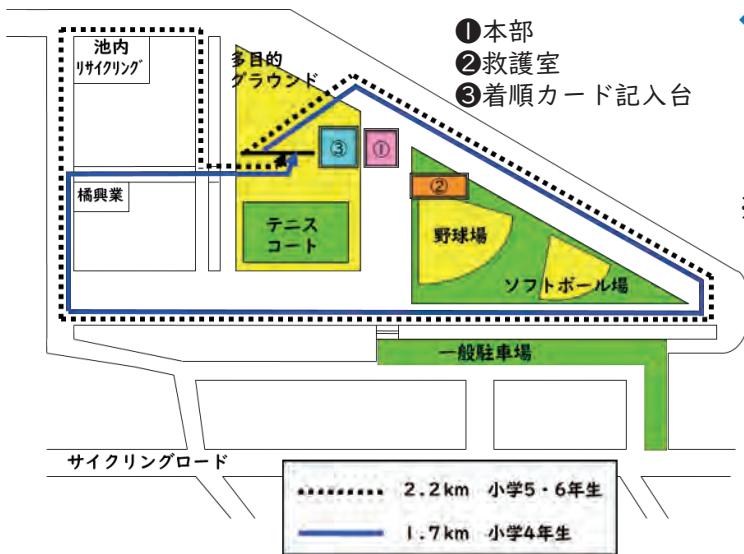 ❶本部
❷救護室
❸着順カード記入台
池内
リサイクリング
多目的
グラウンド
③
①
②
橘興業
テニス
コート
野球場
ソフトボール場
一般駐車場
サイクリングロード
2.2km 小学5・6年生
1.7km 小学4年生